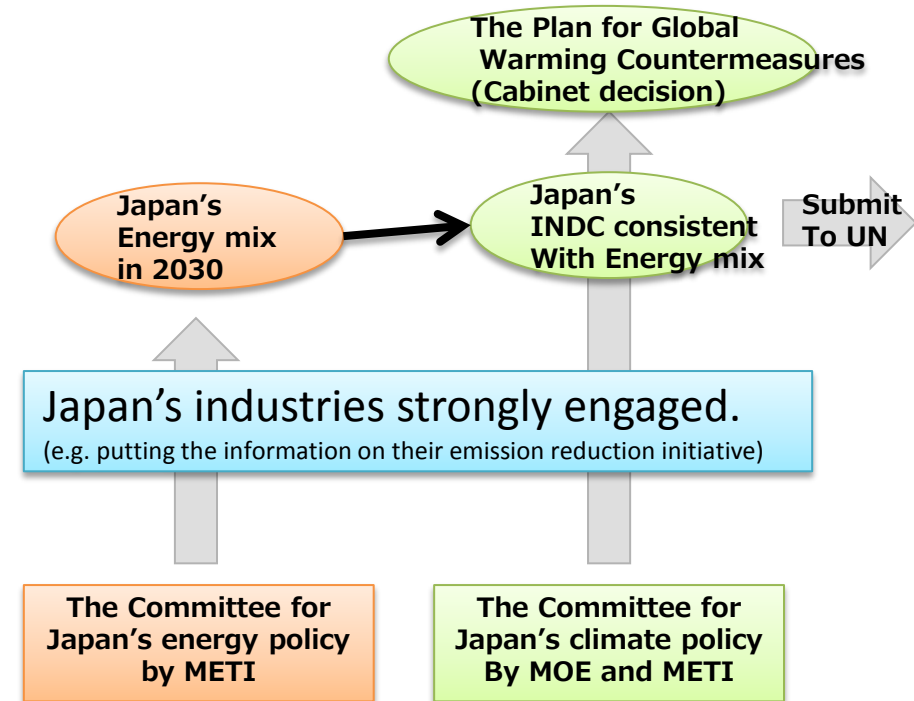 The Plan for Global
Warming Countermeasures
(Cabinet decision)
Japan’s
Energy mix
in 2030
Japan’s
INDC consistent
With Energy mix
Submit
To UN
Japan’s industries strongly engaged.
(e.g. putting the information on their emission reduction initiative)
The Committee for
Japan’s energy policy
by METI
The Committee for
Japan’s climate policy
By MOE and METI